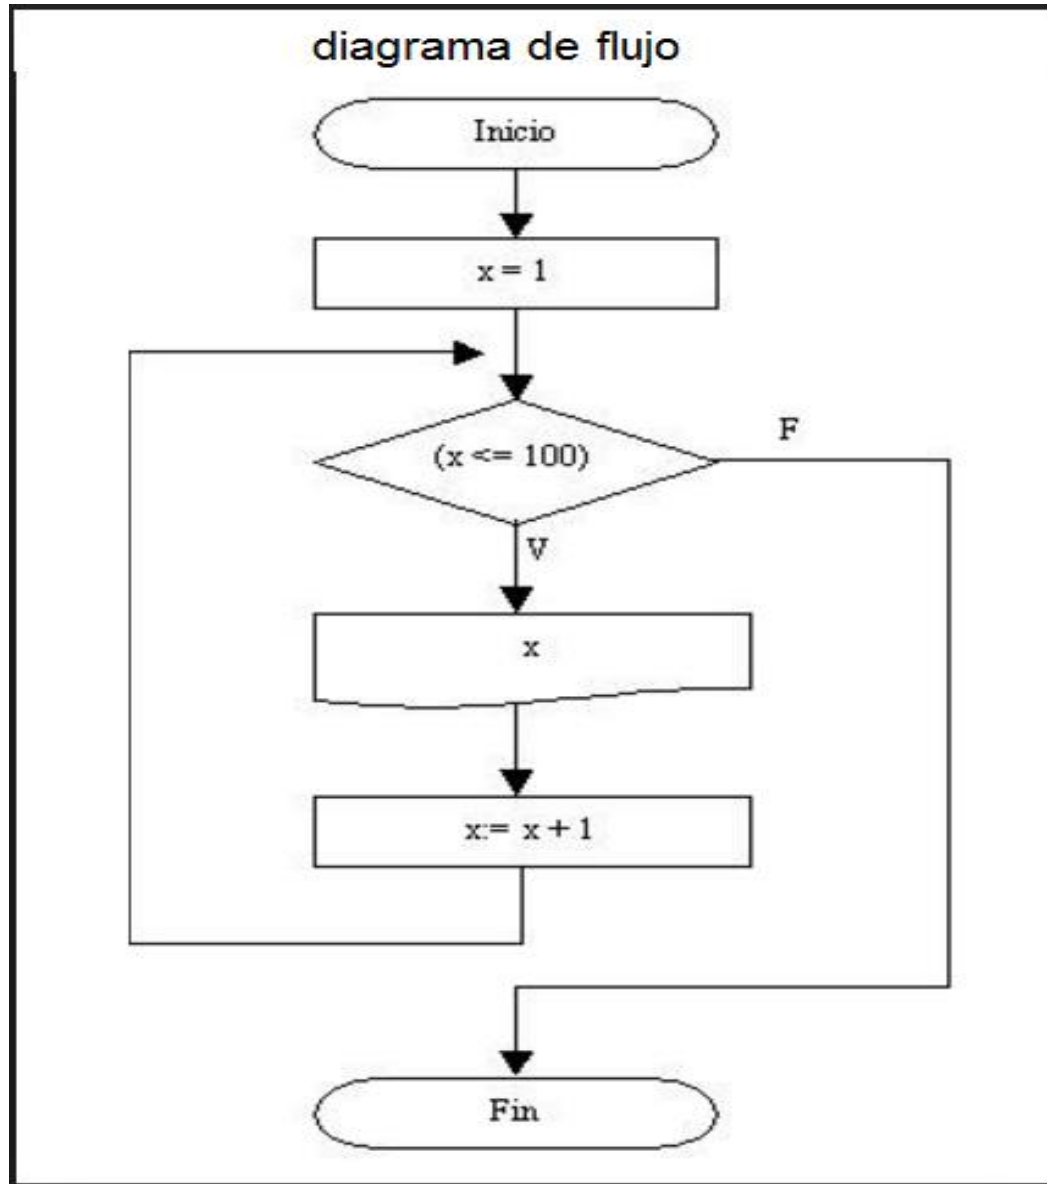 diagrama de flujo
Inicio
x = 1
(x <= 100)
F
V
x
x:= x + 1
Fin